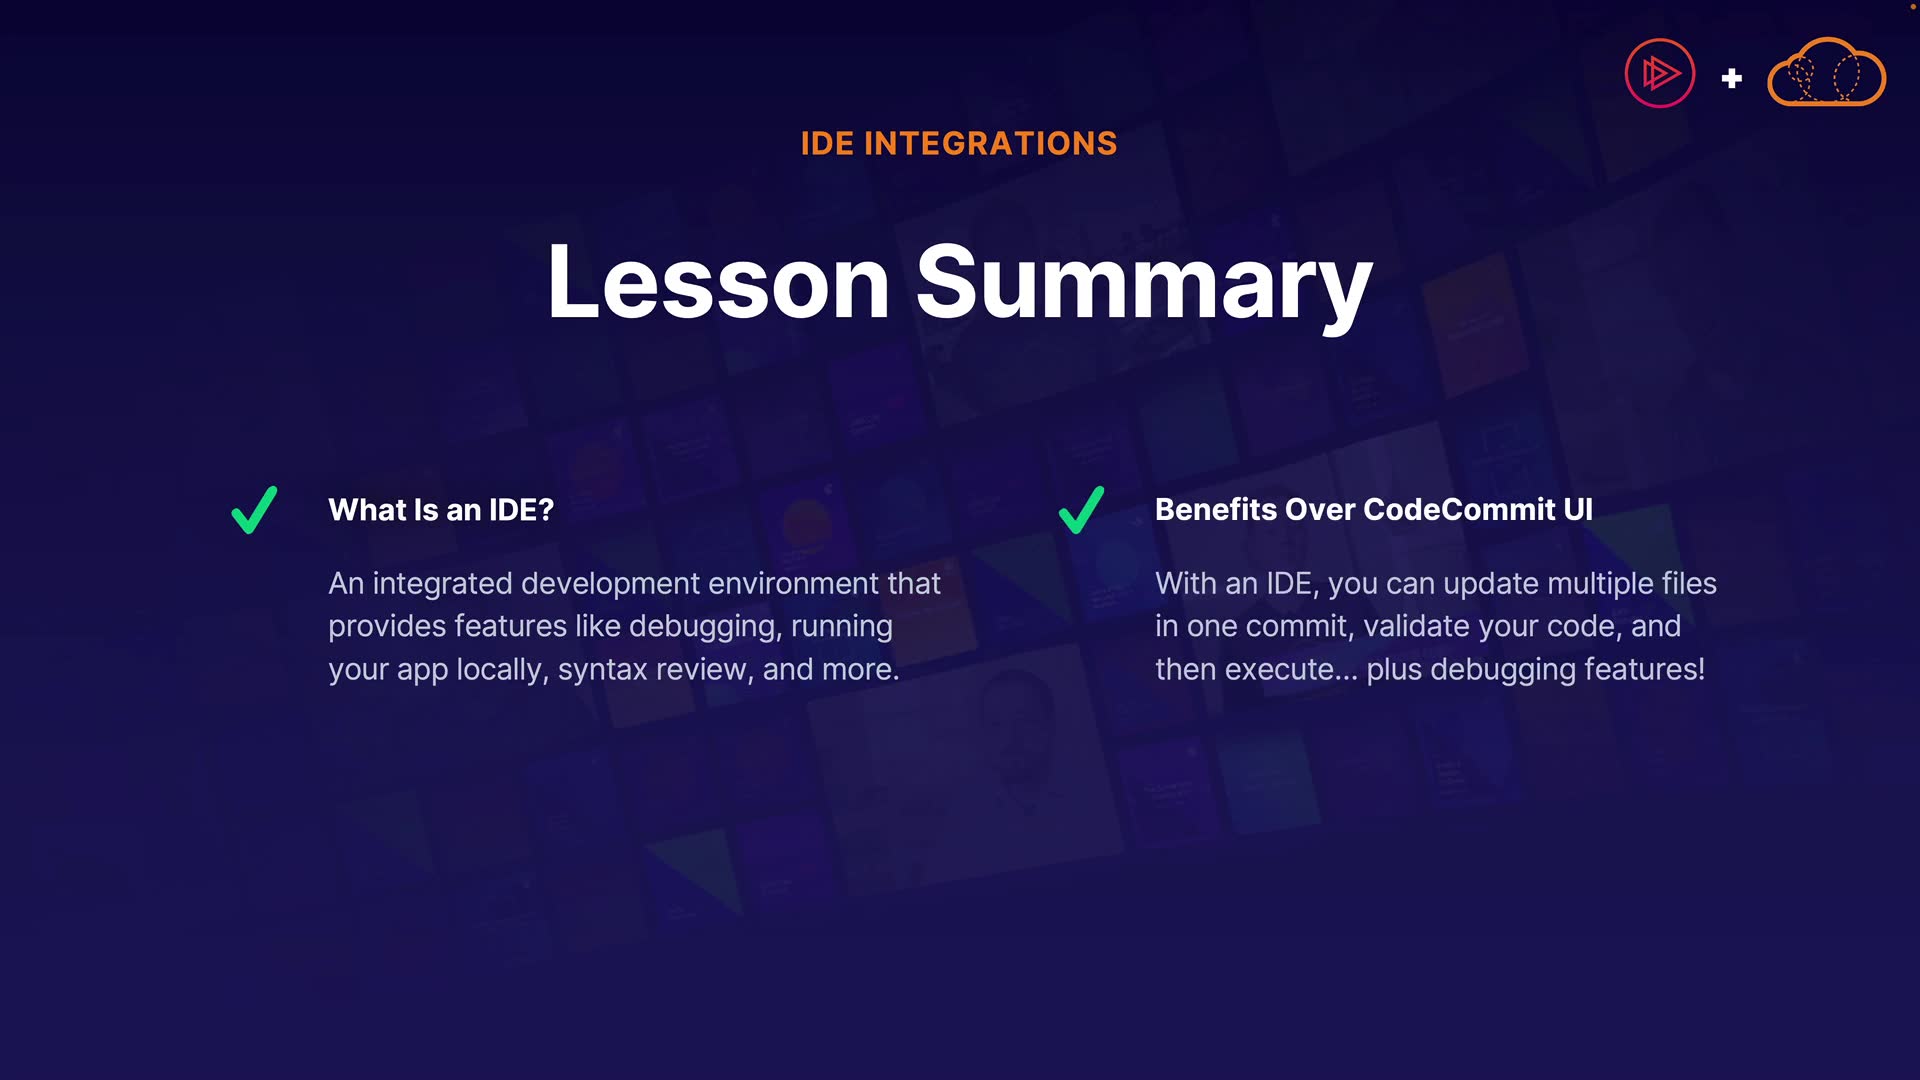 IDE INTEGRATIONS
Lesson Summary
What Is an IDE?
An integrated development environment that
provides features like debugging, running
your app locally, syntax review, and more.
Benefits Over CodeCommit UI
With an IDE, you can update multiple files
in one commit, validate your code, and
then execute... plus debugging features!